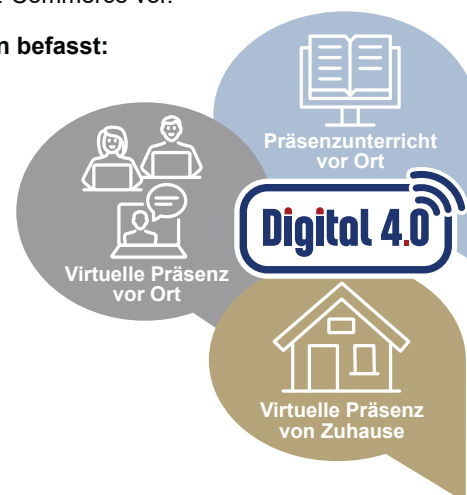 Commerce vor.
n befasst:
Präsenzunterricht
vor Ort
Digital 4.0
Virtuelle Präsenz
vor Ort
Virtuelle Präsenz
von Zuhause